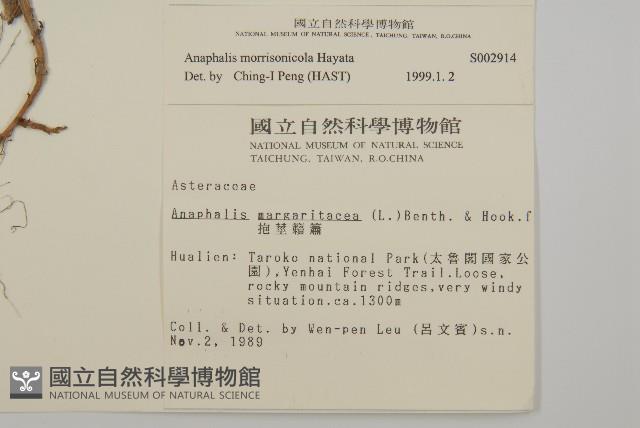 國立自然科學博物館
NATIONAL MUSEUM OF NATURAL SCIENCE, TAICHUNG, TAIWAN, R.O.CHINA
Anaphalis morrisonicola Hayata S002914
Det. by Ching-I Peng (HAST) 1999.1.2
國立自然科學博物館
NATIONAL MUSEUM OF NATURAL SCIENCE
TAICHUNG, TAIWAN, R.O.CHINA
Asteraceae
Anaphalis margaritacea (L.)Benth. & Hook.f
抱莖籟蕭
Hualien: Taroko national Park(太魯閣國家公
園),Yenhai Forest Trail.Loose,
rocky mountain ridges,very windy
situation.ca.1300m
Coll. & Det. by Wen-pen Leu (呂文賓)s.n.
Nov.2, 1989
國立自然科學博物館
NATIONAL MUSEUM OF NATURAL SCIENCE